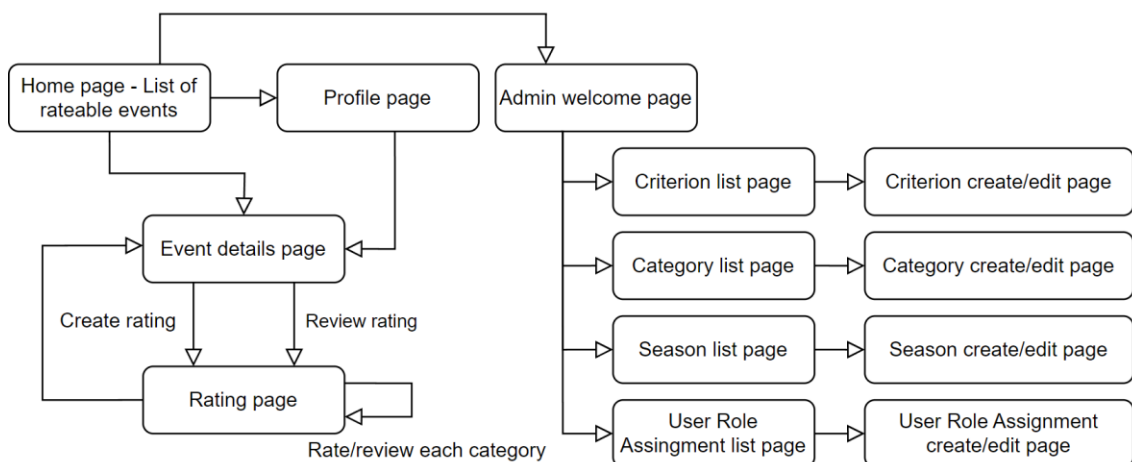 Home page - List of
rateable events
Profile page
Admin welcome page
Criterion list page
Criterion create/edit page
Event details page
Category list page
Category create/edit page
Create rating
Review rating
Season list page
Season create/edit page
Rating page
Rate/review each category
User Role
Assingment list page
User Role Assignment
create/edit page